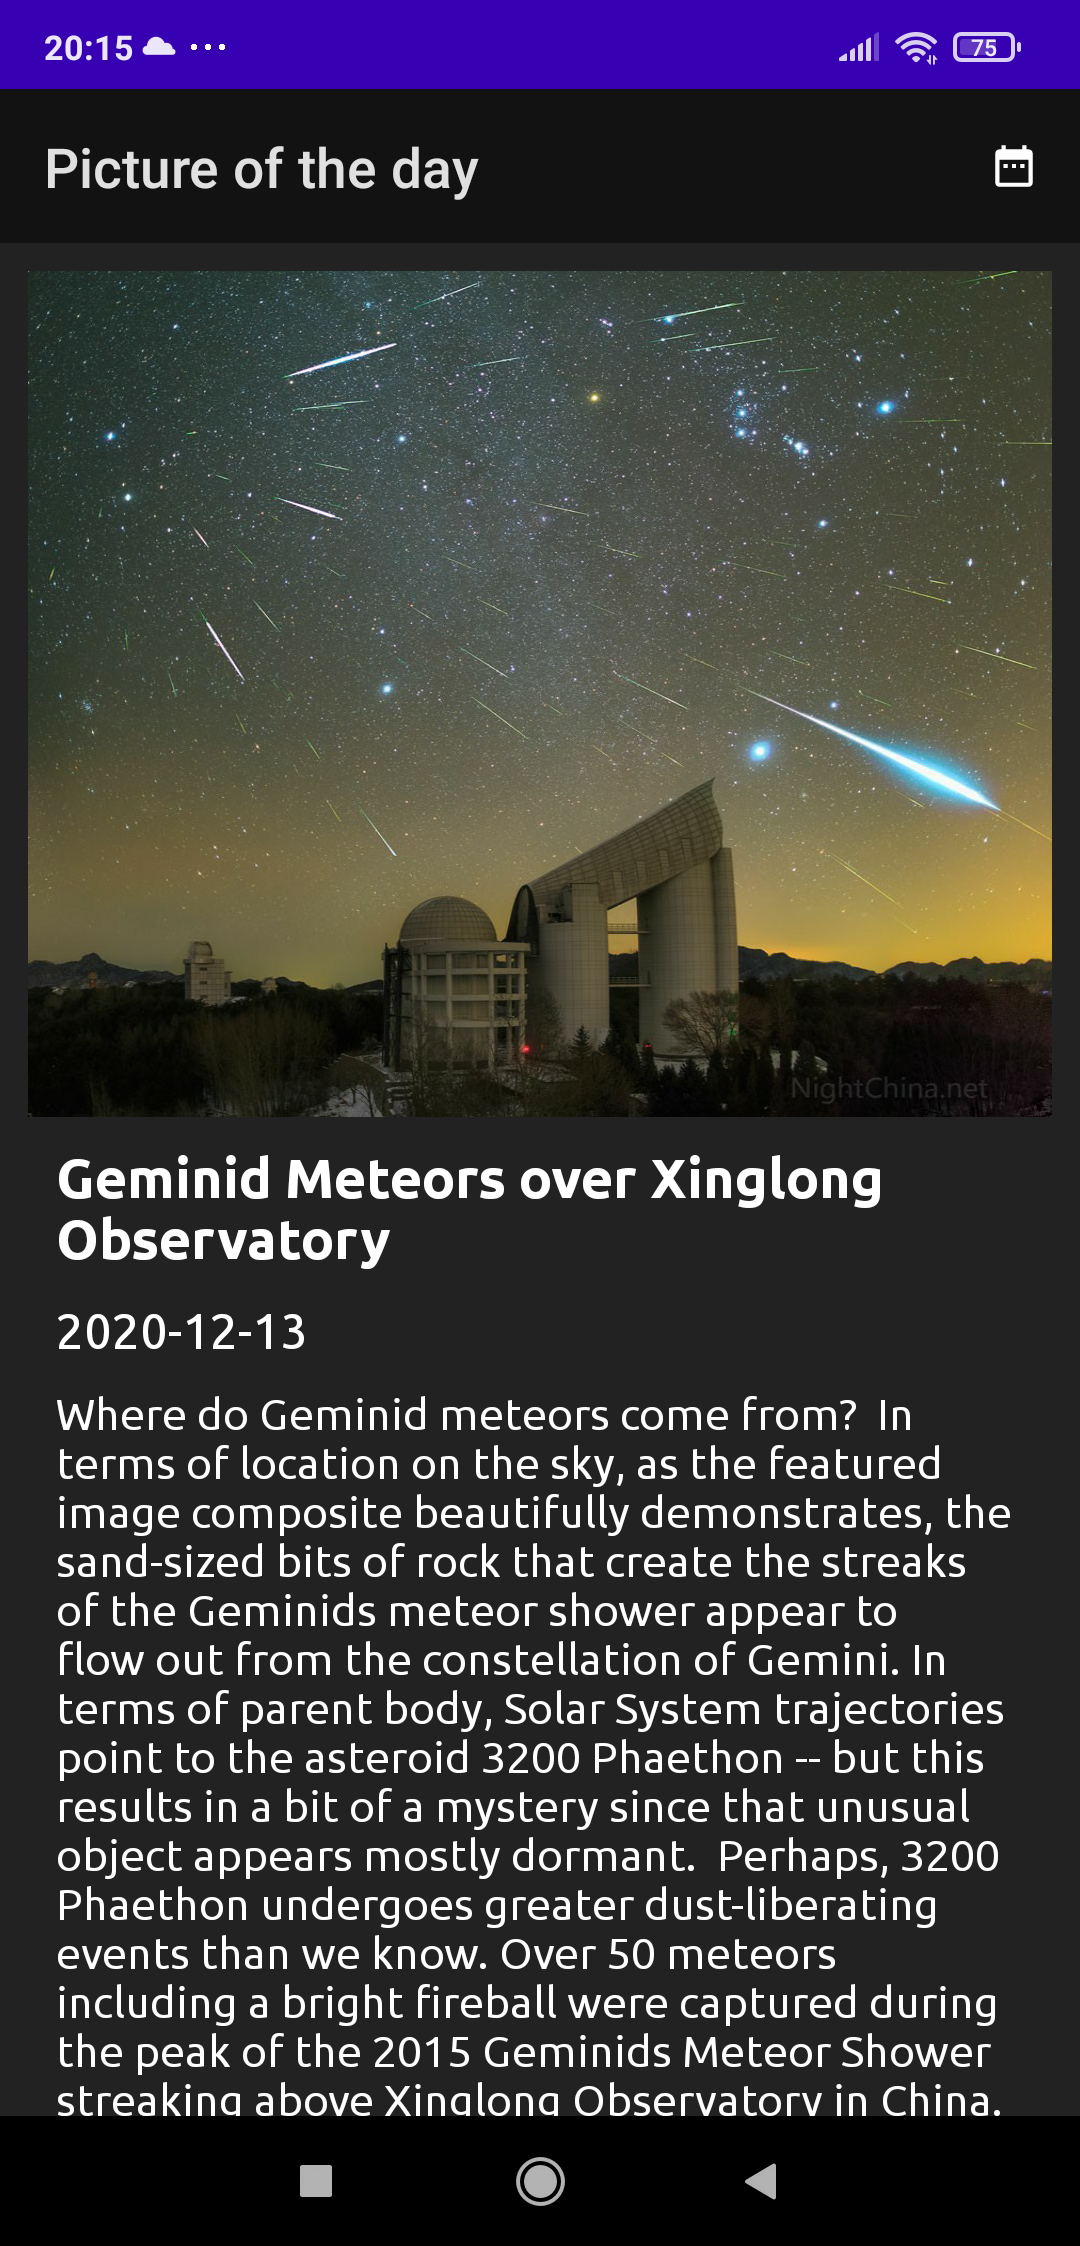 20:15
75
Picture of the day
NightChina.net
Geminid Meteors over Xinglong
Observatory
2020-12-13
Where do Geminid meteors come from?  In
terms of location on the sky, as the featured
image composite beautifully demonstrates, the
sand-sized bits of rock that create the streaks
of the Geminids meteor shower appear to
flow out from the constellation of Gemini. In
terms of parent body, Solar System trajectories
point to the asteroid 3200 Phaethon -- but this
results in a bit of a mystery since that unusual
object appears mostly dormant.  Perhaps, 3200
Phaethon undergoes greater dust-liberating
events than we know. Over 50 meteors
including a bright fireball were captured during
the peak of the 2015 Geminids Meteor Shower
streaking above Xinglong Observatory in China.